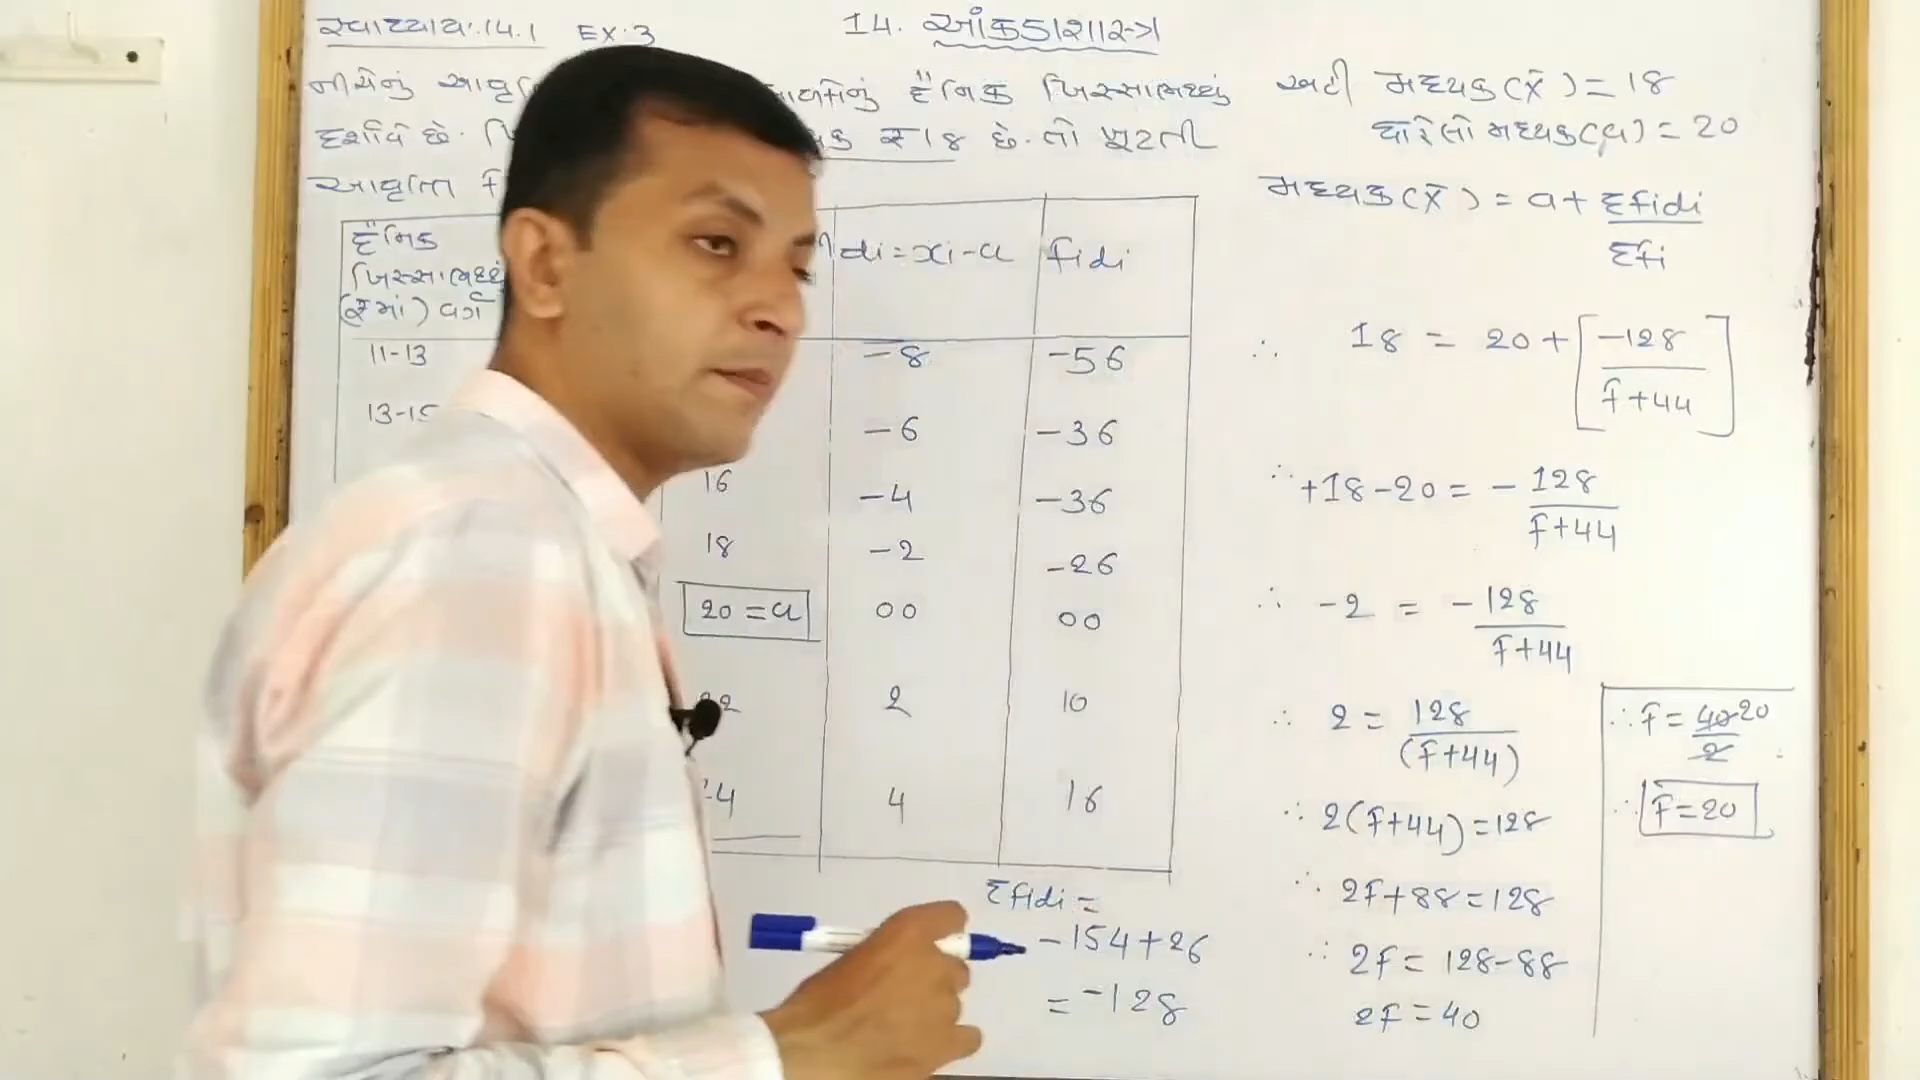 સ્વાધ્યાય:14.1 EX.3
14. આંકડાશાસ્ત્ર
નીચેનું દૈનિક ખિસ્સાભથ્થું
દર્શાવે છે. ₹18 છે. તો ખૂટતી
આવૃત્તિ f
દૈનિક
ખિસ્સાભથ્થું
(₹માં) વર્ગ
di = xi - a
fidi
11-13 -8 -56
13-15 -6 -36
16 -4 -36
18 -2 -26
20 = a 00 00
2 10
4 16
Σfidi =
-154+26
= -128
અહીં મધ્યક (x̄) = 18
ધારેલો મધ્યક (a) = 20
મધ્યક (x̄) = a + Σfidi
Σfi
∴ 18 = 20 + [-128
f+44]
∴ +18-20 = -128
f+44
∴ -2 = -128
f+44
∴ 2 = 128
(f+44)
∴ 2(f+44)=128
∴ 2f+88=128
∴ 2f = 128-88
2f = 40
∴ f = 40 20
2
∴ f=20